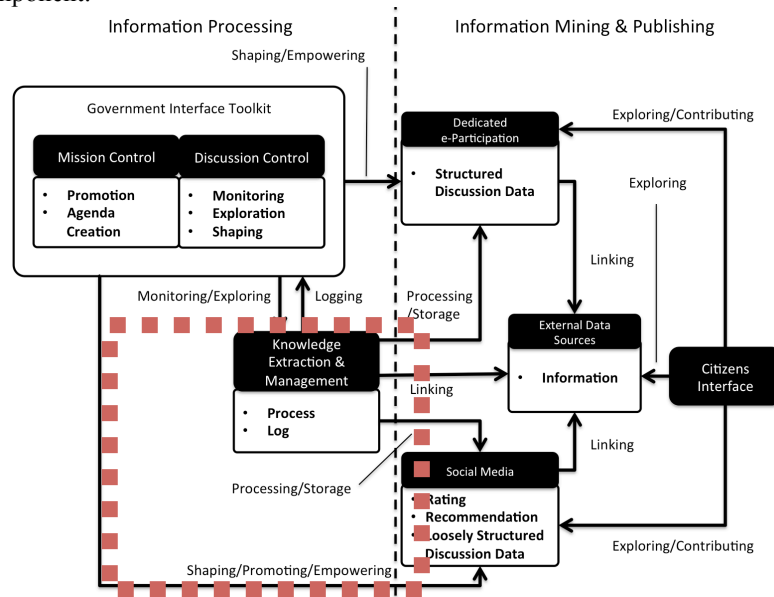 mponent.
Information Processing
Information Mining & Publishing
Shaping/Empowering
Government Interface Toolkit
Mission Control
Discussion Control
• Promotion
• Agenda
Creation
• Monitoring
• Exploration
• Shaping
Dedicated
e-Participation
• Structured
Discussion Data
Exploring/Contributing
Exploring
Linking
Monitoring/Exploring
Logging
Processing
/Storage
Knowledge
Extraction &
Management
• Process
• Log
External Data
Sources
• Information
Citizens
Interface
Linking
Linking
Processing/Storage
Social Media
• Rating
• Recommendation
• Loosely Structured
Discussion Data
Exploring/Contributing
Shaping/Promoting/Empowering